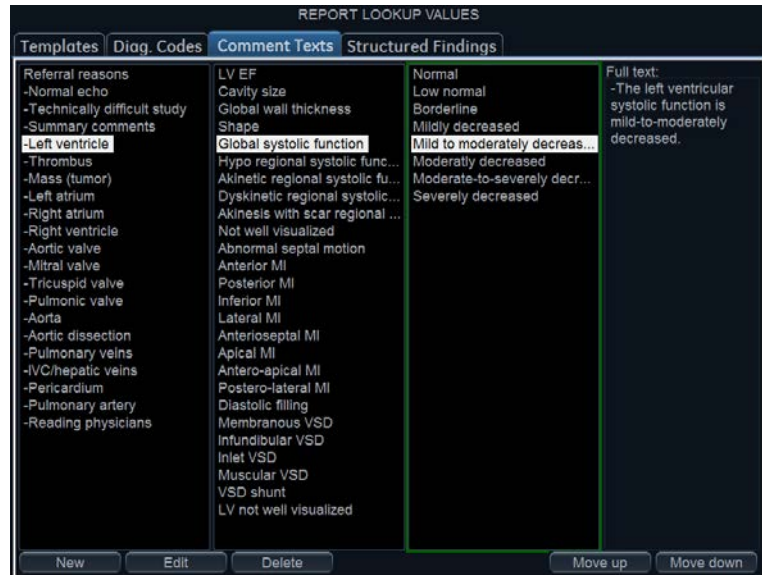 REPORT LOOKUP VALUES
Templates Diag. Codes Comment Texts Structured Findings
Referral reasons
-Normal echo
-Technically difficult study
-Summary comments
-Left ventricle
-Thrombus
-Mass (tumor)
-Left atrium
-Right atrium
-Right ventricle
-Aortic valve
-Mitral valve
-Tricuspid valve
-Pulmonic valve
-Aorta
-Aortic dissection
-Pulmonary veins
-IVC/hepatic veins
-Pericardium
-Pulmonary artery
-Reading physicians
LV EF
Cavity size
Global wall thickness
Shape
Global systolic function
Hypo regional systolic func...
Akinetic regional systolic fu...
Dyskinetic regional systolic...
Akinesis with scar regional ...
Not well visualized
Abnormal septal motion
Anterior MI
Posterior MI
Inferior MI
Lateral MI
Anterioseptal MI
Apical MI
Antero-apical MI
Postero-lateral MI
Diastolic filling
Membranous VSD
Infundibular VSD
Inlet VSD
Muscular VSD
VSD shunt
LV not well visualized
Normal
Low normal
Borderline
Mildly decreased
Mild to moderately decreas...
Moderatly decreased
Moderate-to-severely decr...
Severely decreased
Full text:
-The left ventricular
systolic function is
mild-to-moderately
decreased.
New Edit Delete Move up Move down